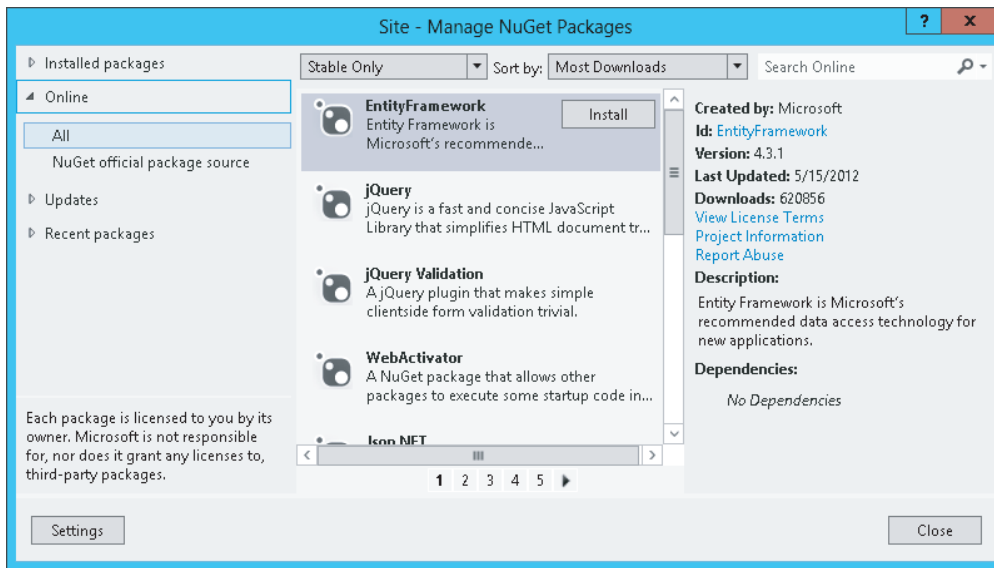 Site - Manage NuGet Packages
? x
Installed packages
Online
All
NuGet official package source
Updates
Recent packages
Each package is licensed to you by its
owner. Microsoft is not responsible
for, nor does it grant any licenses to,
third-party packages.
Stable Only Sort by: Most Downloads
Search Online
EntityFramework
Entity Framework is
Microsoft's recommende...
Install
jQuery
jQuery is a fast and concise JavaScript
Library that simplifies HTML document tr...
jQuery Validation
A jQuery plugin that makes simple
clientside form validation trivial.
WebActivator
A NuGet package that allows other
packages to execute some startup code in...
Json.NET
1 2 3 4 5
Created by: Microsoft
Id: EntityFramework
Version: 4.3.1
Last Updated: 5/15/2012
Downloads: 620856
View License Terms
Project Information
Report Abuse
Description:
Entity Framework is Microsoft's
recommended data access technology for
new applications.
Dependencies:
No Dependencies
Settings
Close